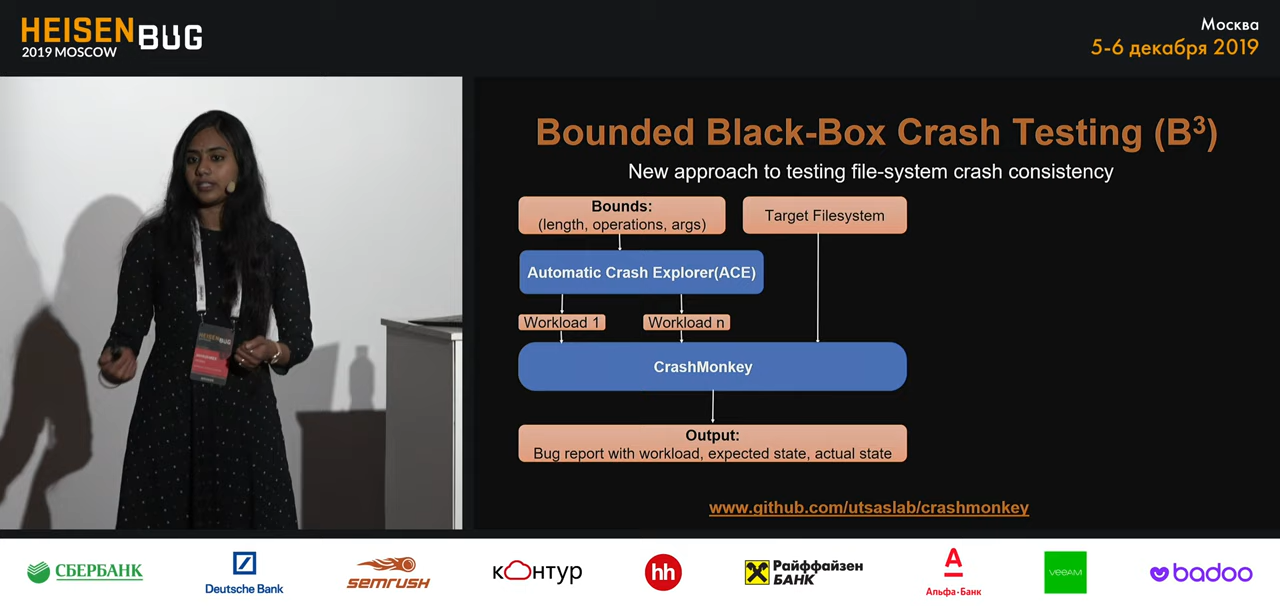 HEISEN
BUG
2019 MOSCOW
Москва
5-6 декабря 2019
Bounded Black-Box Crash Testing (B³)
New approach to testing file-system crash consistency
Bounds:
(length, operations, args)
Target Filesystem
Automatic Crash Explorer(ACE)
Workload 1
Workload n
CrashMonkey
Output:
Bug report with workload, expected state, actual state
www.github.com/utsaslab/crashmonkey
HEISENBUG
СБЕРБАНК
Deutsche Bank
semrush
кОнтур
hh
Райффайзен
БАНК
А
Альфа·Банк
veeAM
badoo